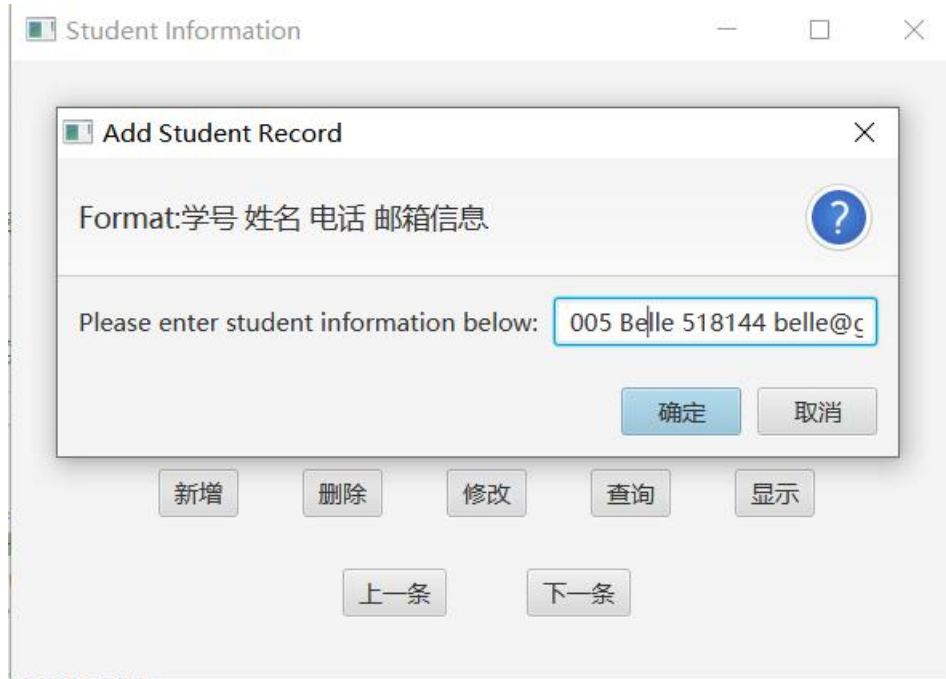 Student Information
Add Student Record
Format:学号 姓名 电话 邮箱信息
Please enter student information below: 005 Belle 518144 belle@g
确定 取消
新增 删除 修改 查询 显示
上一条 下一条